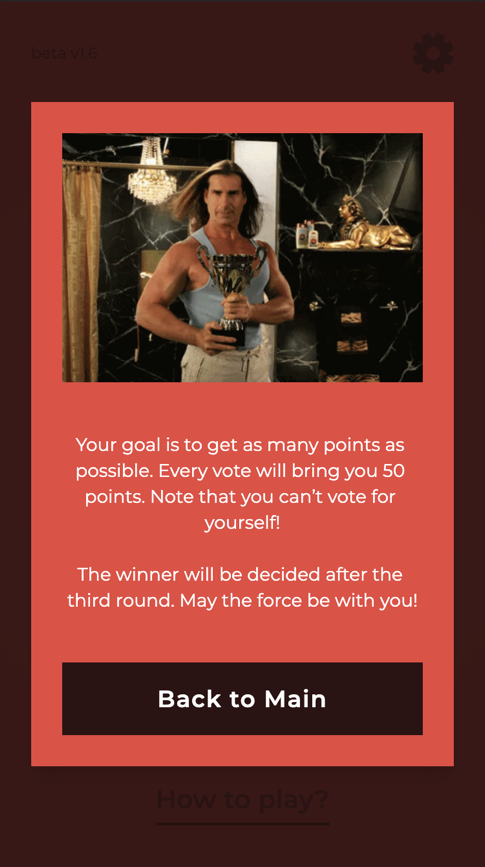 beta v1.6
Your goal is to get as many points as
possible. Every vote will bring you 50
points. Note that you can’t vote for
yourself!
The winner will be decided after the
third round. May the force be with you!
Back to Main
How to play?